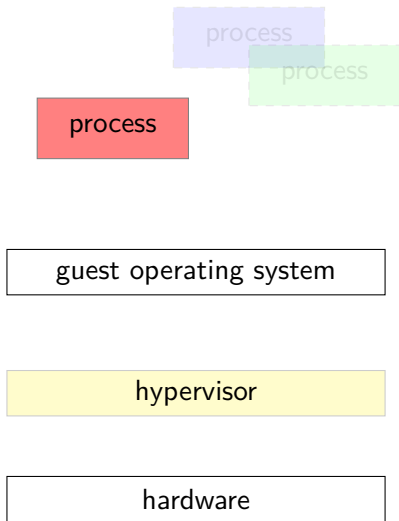 process
process
process
guest operating system
hypervisor
hardware